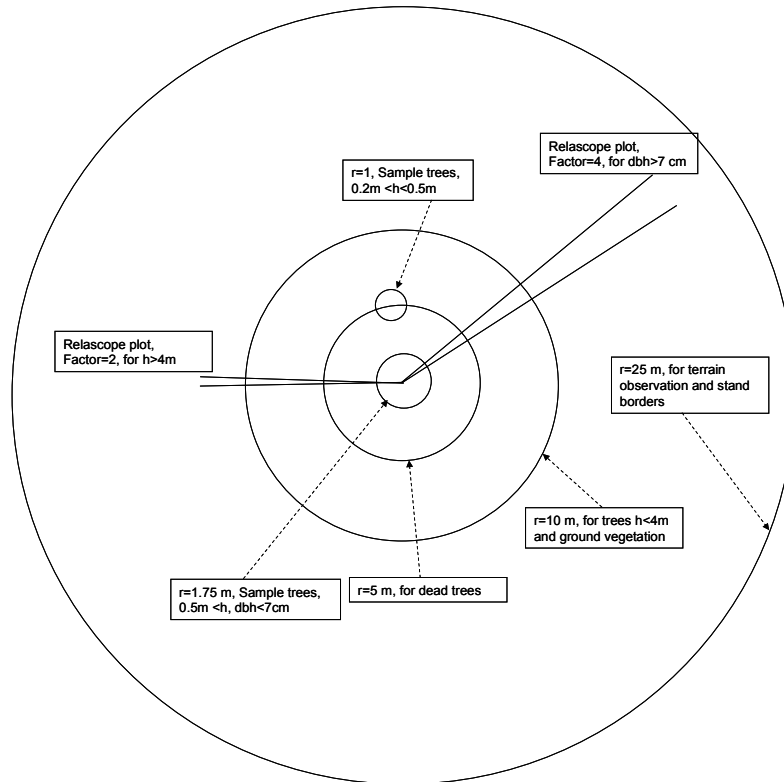 Relascope plot,
Factor=4, for dbh>7 cm
r=1, Sample trees,
0.2m <h<0.5m
Relascope plot,
Factor=2, for h>4m
r=25 m, for terrain
observation and stand
borders
r=10 m, for trees h<4m
and ground vegetation
r=1.75 m, Sample trees,
0.5m <h, dbh<7cm
r=5 m, for dead trees